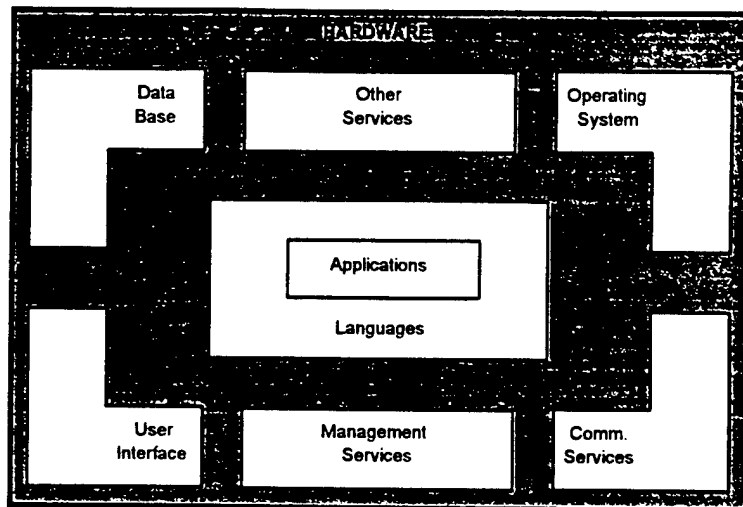 HARDWARE
Data
Base
Other
Services
Operating
System
Applications
Languages
User
Interface
Management
Services
Comm.
Services